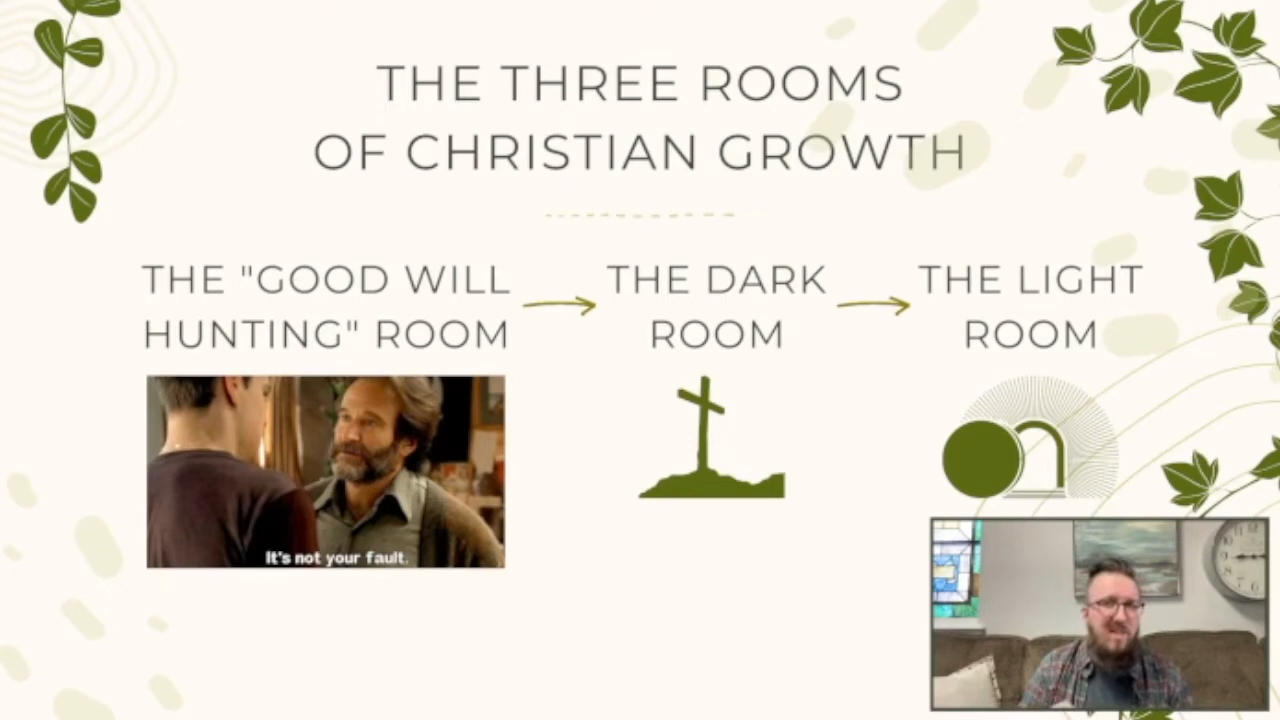 THE THREE ROOMS
OF CHRISTIAN GROWTH
THE "GOOD WILL
HUNTING" ROOM
THE DARK
ROOM
THE LIGHT
ROOM
It's not your fault.